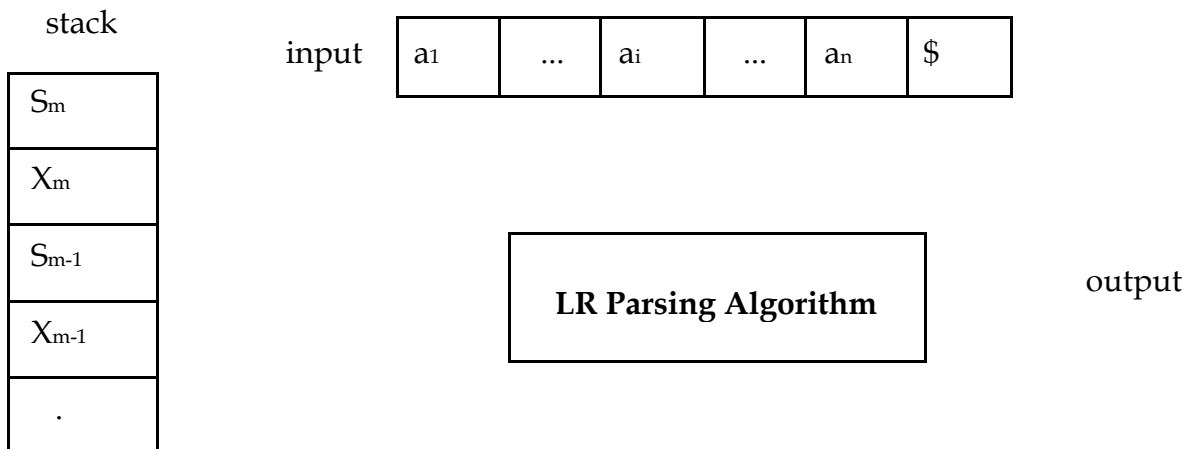 stack
input a1 ... ai ... an $
Sm
Xm
Sm-1
Xm-1
.
LR Parsing Algorithm
output